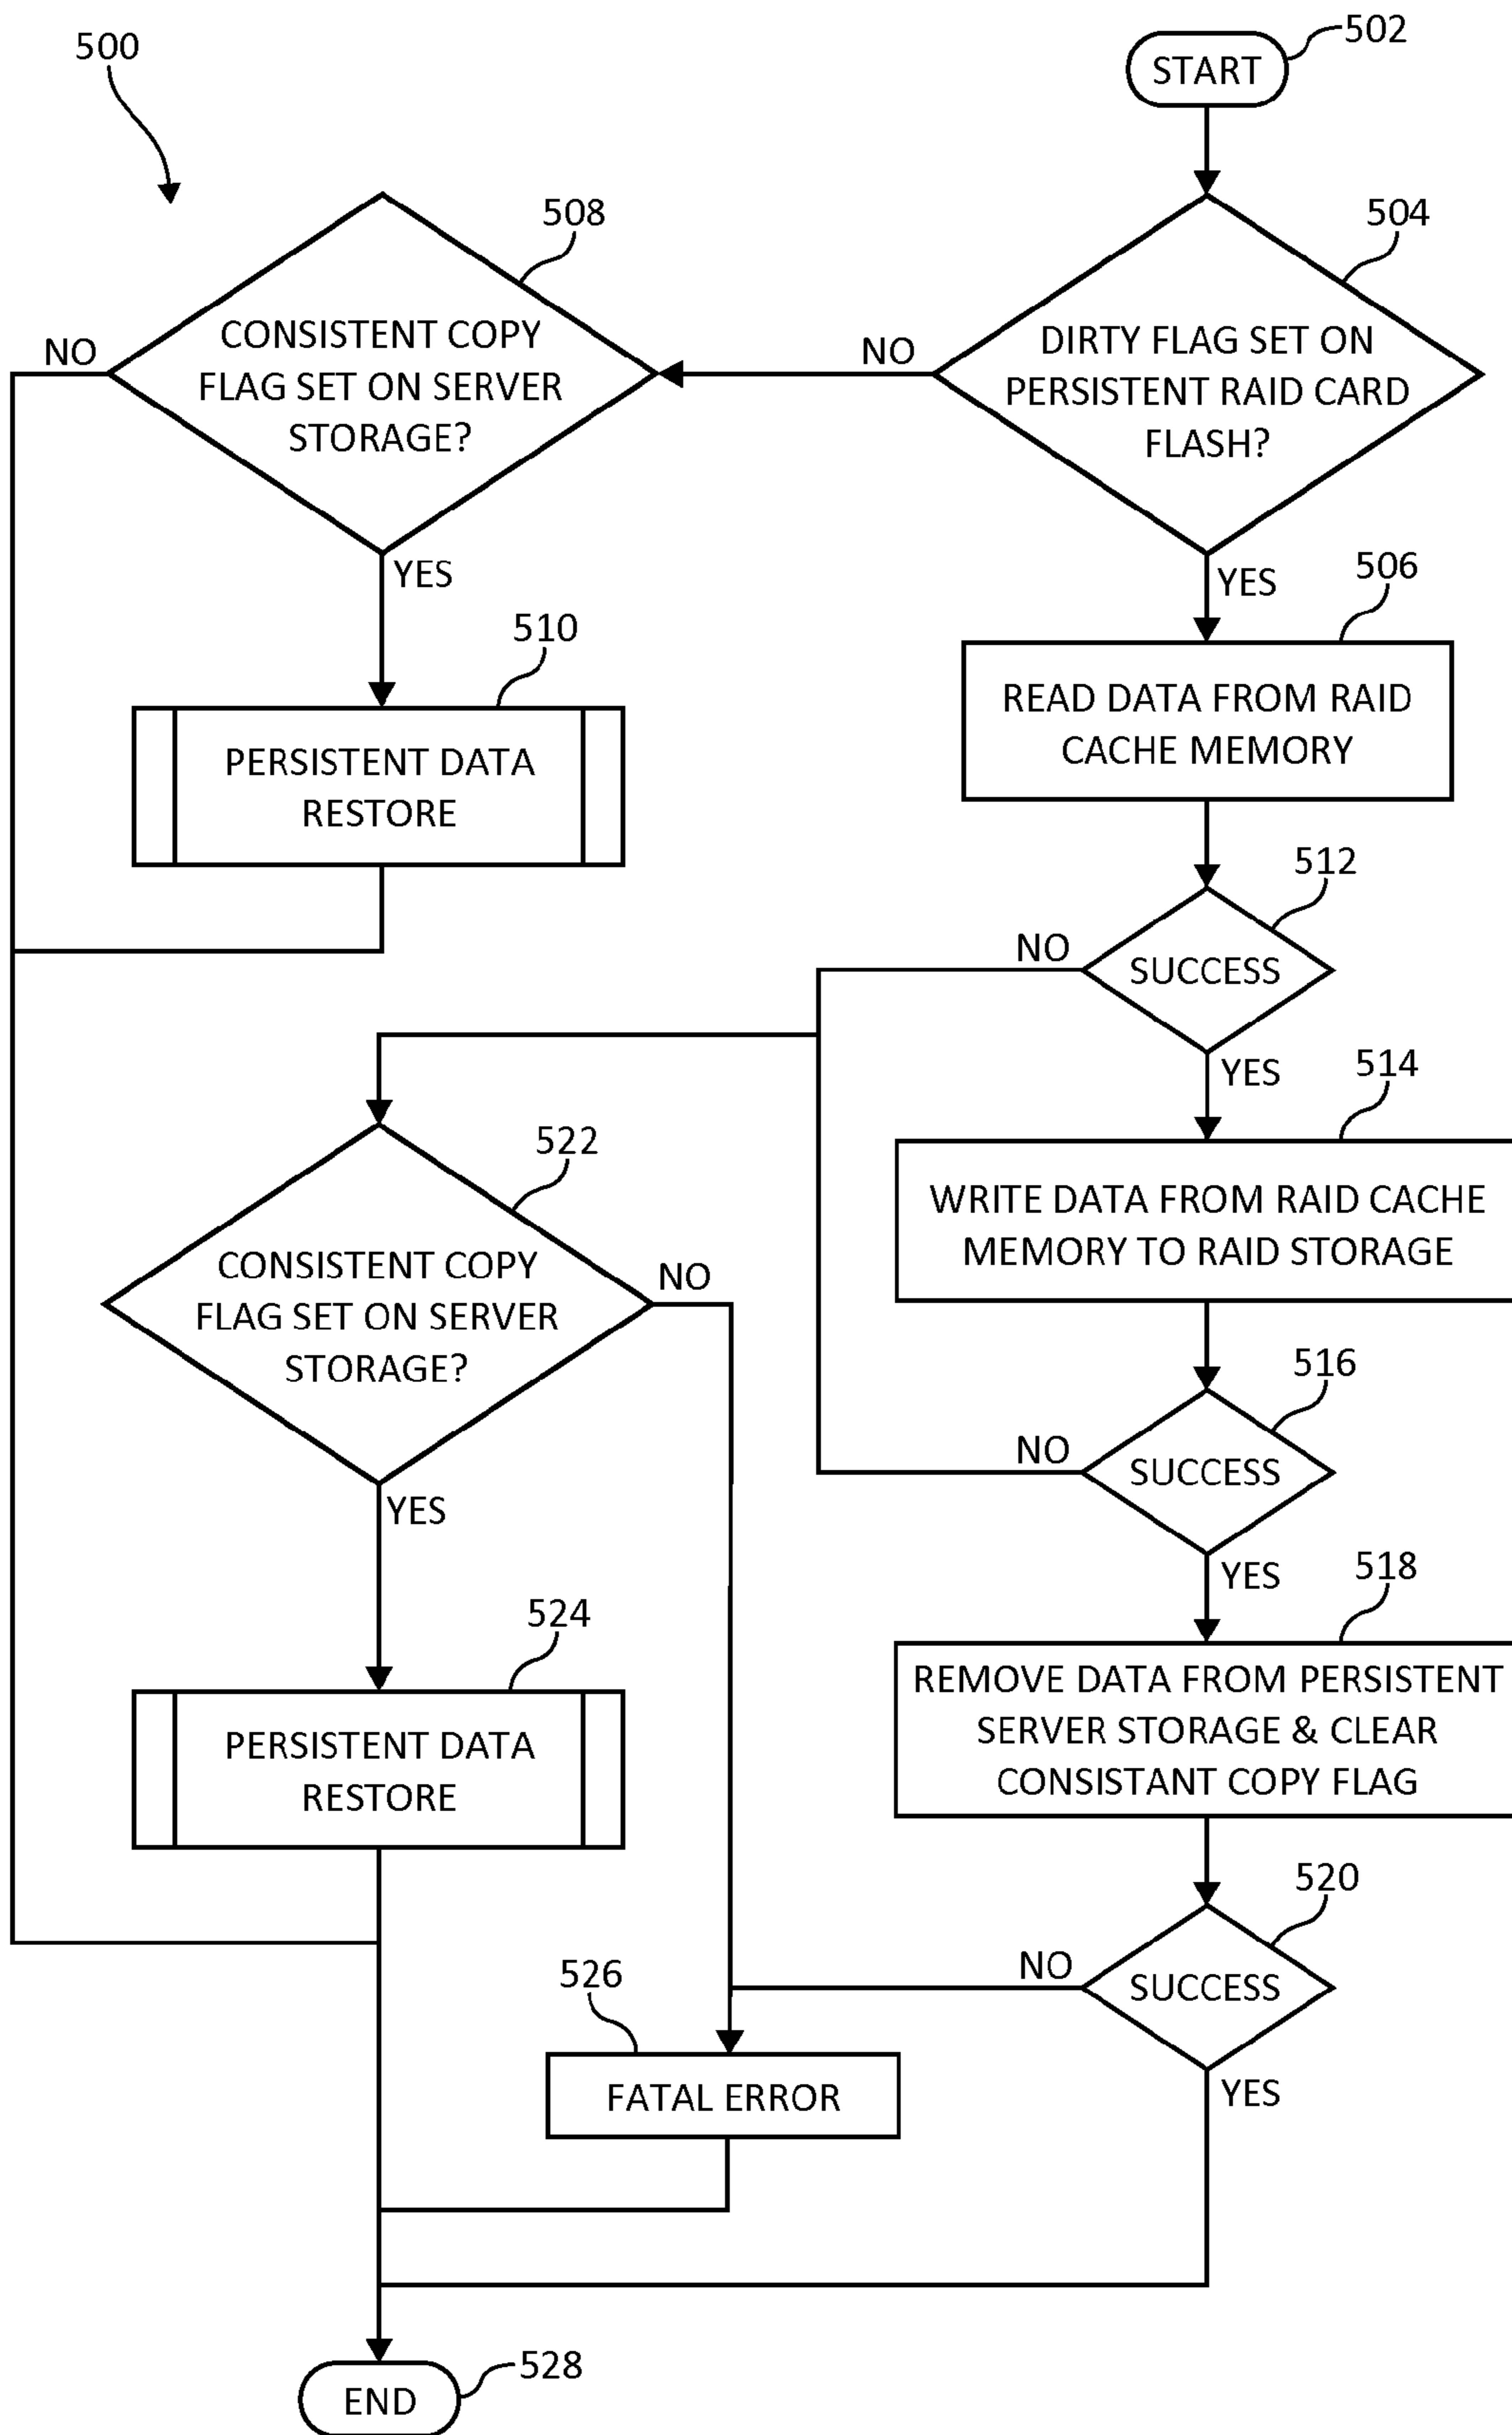 500
502
START
508
504
NO
CONSISTENT COPY
FLAG SET ON SERVER
STORAGE?
NO
DIRTY FLAG SET ON
PERSISTENT RAID CARD
FLASH?
YES
YES
506
510
READ DATA FROM RAID
CACHE MEMORY
PERSISTENT DATA
RESTORE
512
NO
SUCCESS
YES
514
522
WRITE DATA FROM RAID CACHE
MEMORY TO RAID STORAGE
CONSISTENT COPY
FLAG SET ON SERVER
STORAGE?
NO
516
NO
SUCCESS
YES
YES
518
524
REMOVE DATA FROM PERSISTENT
SERVER STORAGE & CLEAR
CONSISTANT COPY FLAG
PERSISTENT DATA
RESTORE
520
NO
SUCCESS
YES
526
FATAL ERROR
528
END